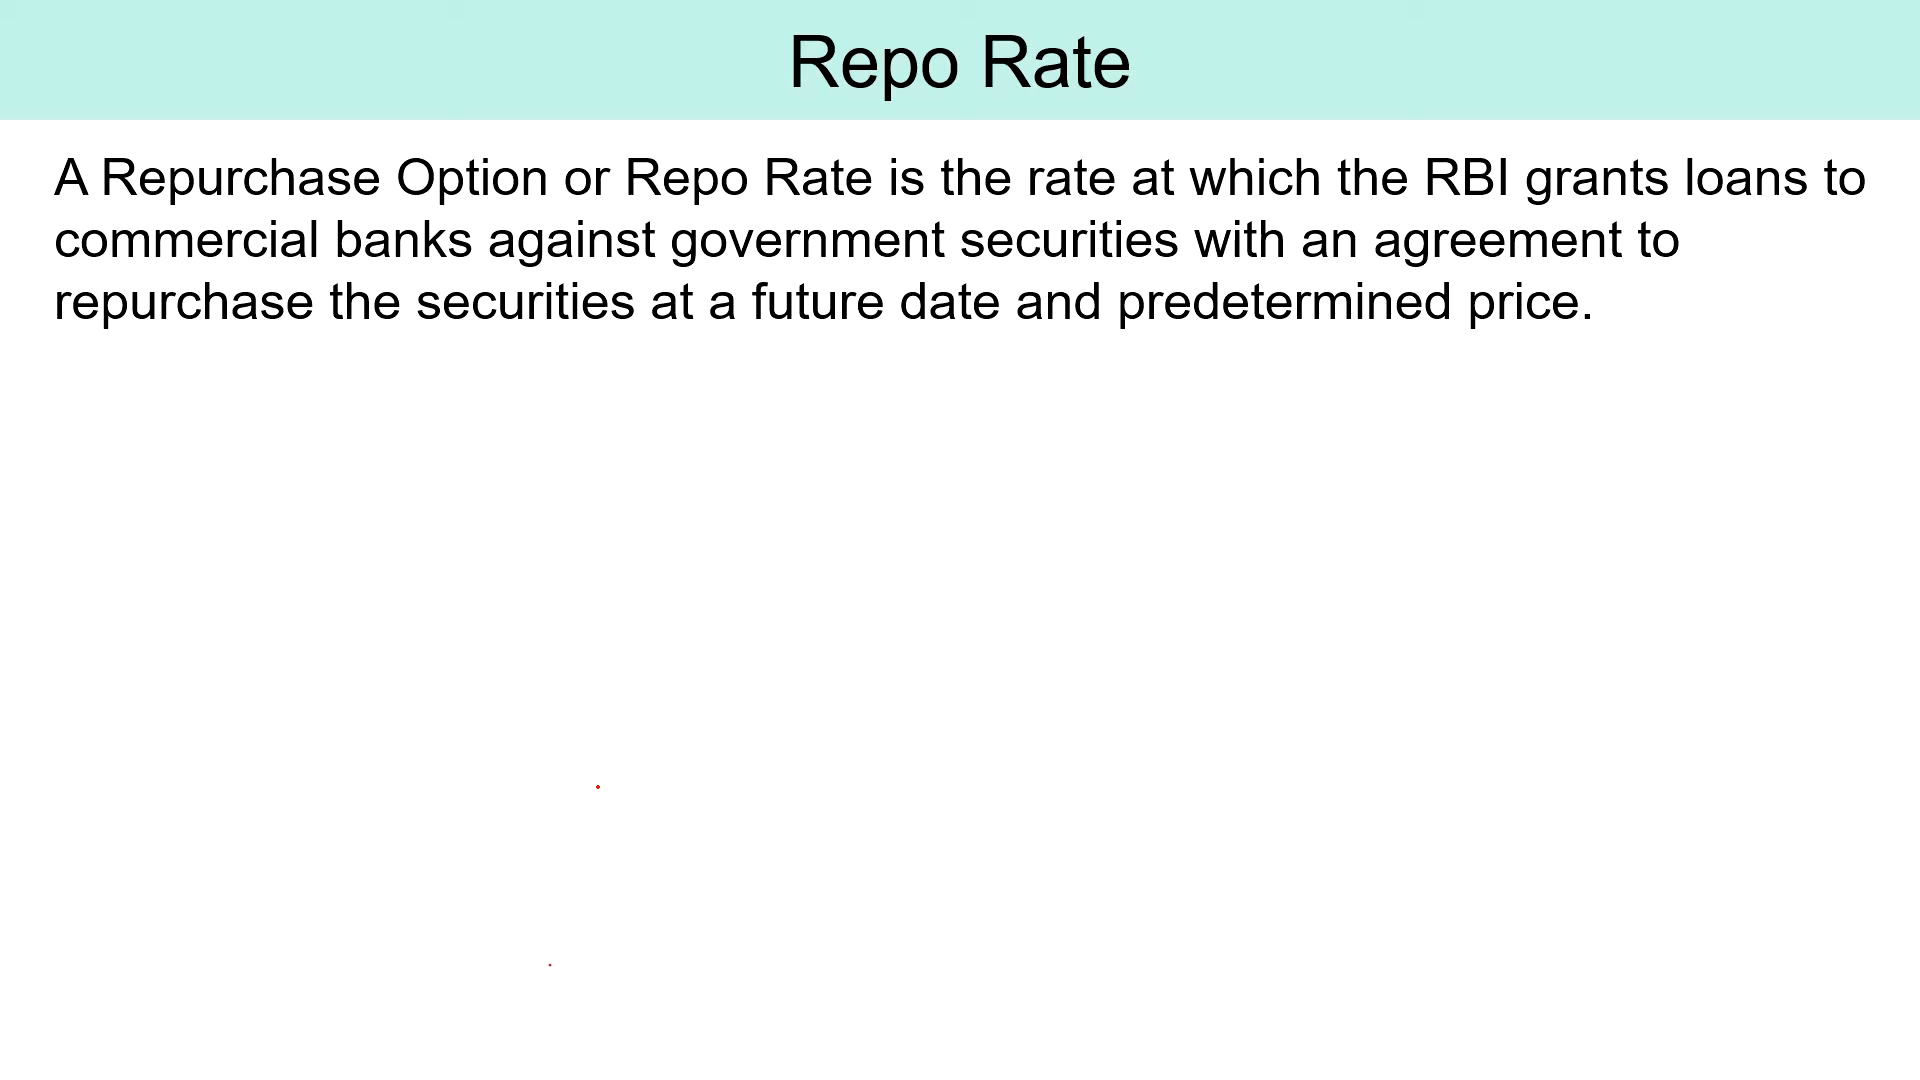 Repo Rate
A Repurchase Option or Repo Rate is the rate at which the RBI grants loans to
commercial banks against government securities with an agreement to
repurchase the securities at a future date and predetermined price.